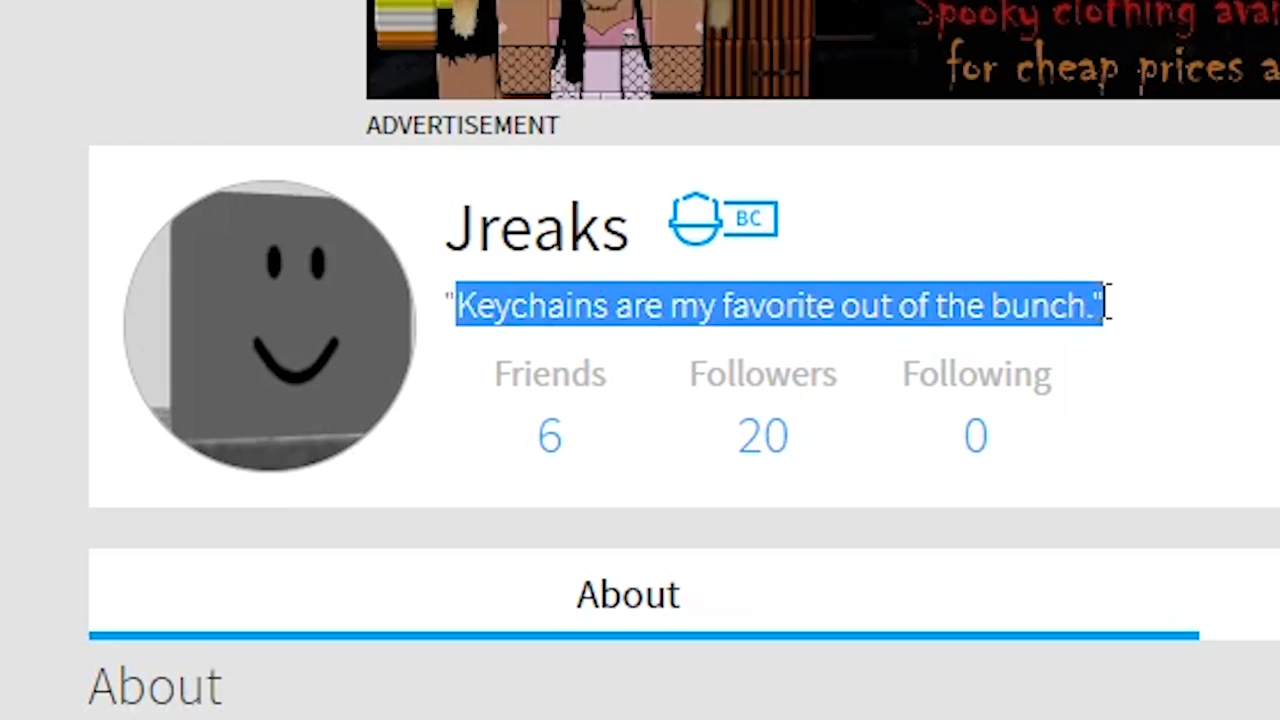 Spooky clothing
for cheap prices a
ADVERTISEMENT
Jreaks
BC
"Keychains are my favorite out of the bunch."
Friends Followers Following
6 20 0
About
About